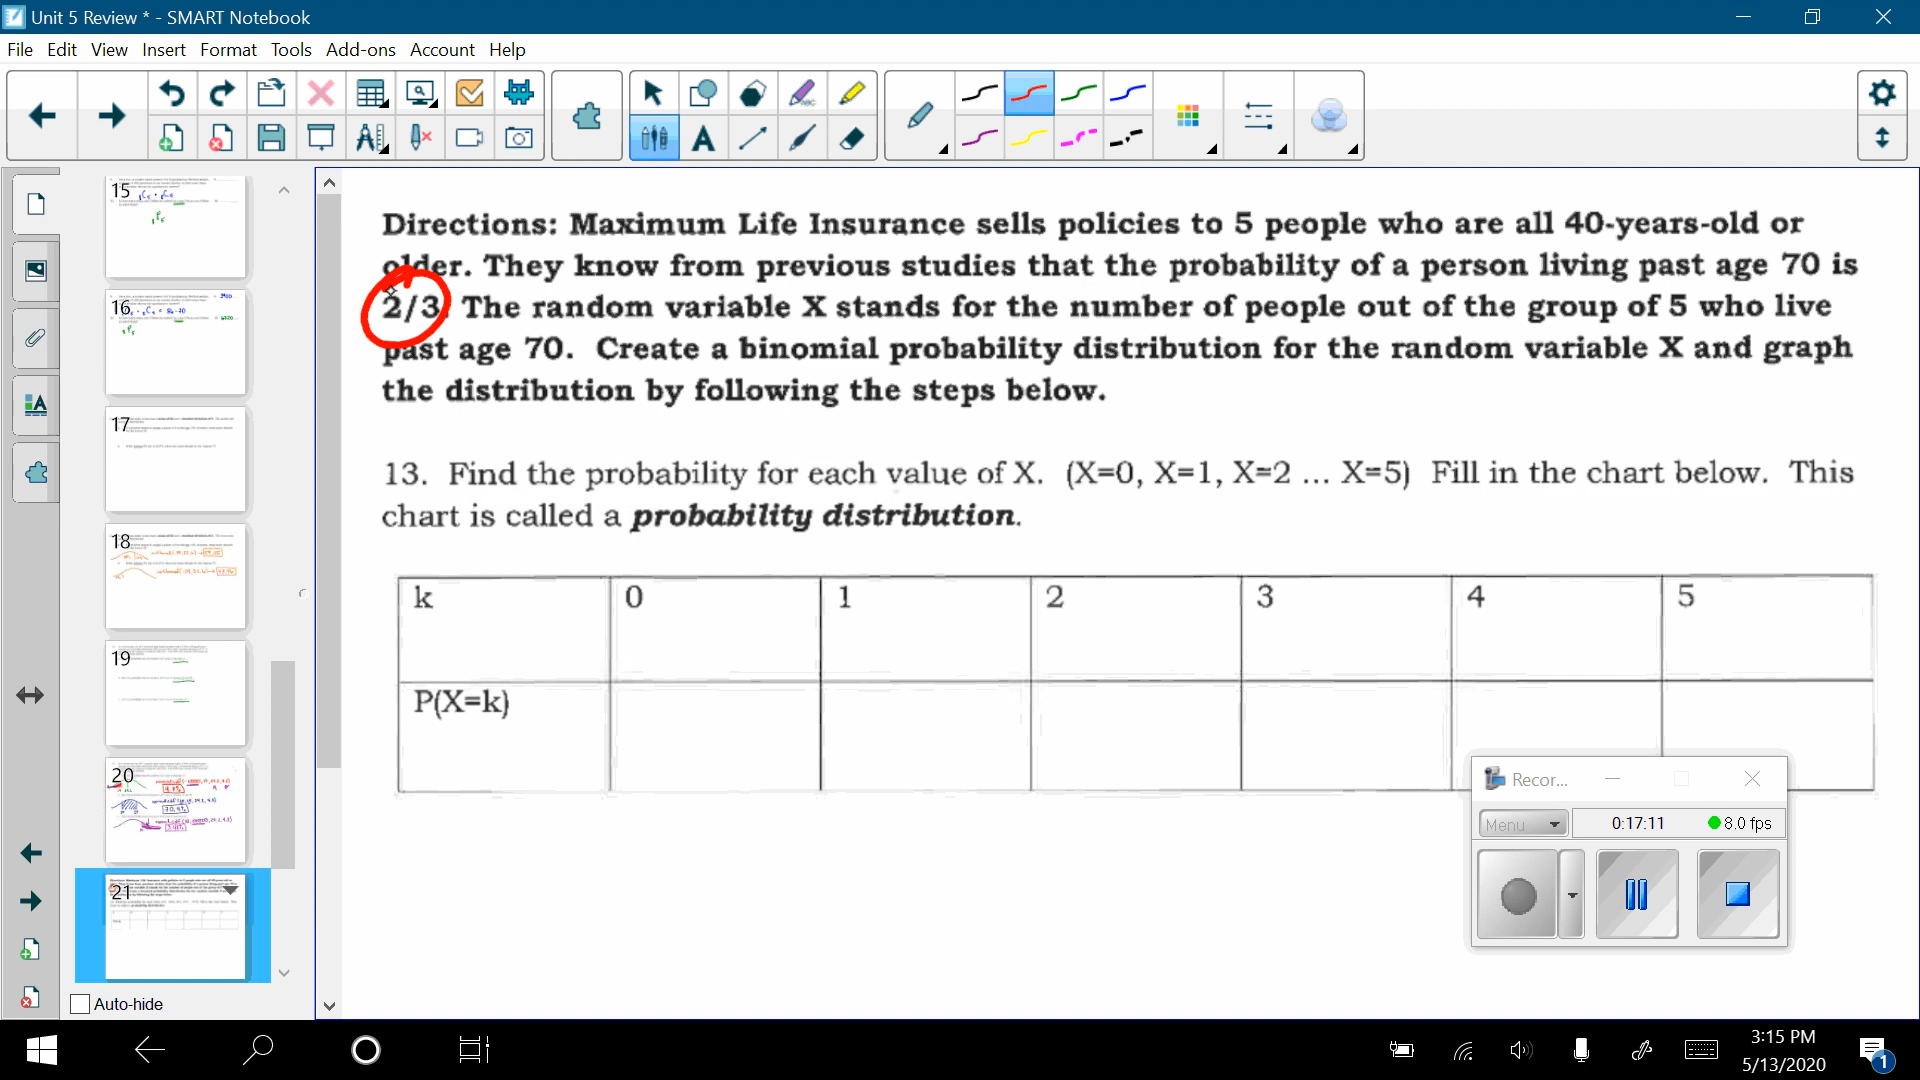 Unit 5 Review * - SMART Notebook
File Edit View Insert Format Tools Add-ons Account Help
15
16
17
18
19
20
21
Auto-hide
Directions: Maximum Life Insurance sells policies to 5 people who are all 40-years-old or
older. They know from previous studies that the probability of a person living past age 70 is
2/3. The random variable X stands for the number of people out of the group of 5 who live
past age 70. Create a binomial probability distribution for the random variable X and graph
the distribution by following the steps below.
13. Find the probability for each value of X. (X=0, X=1, X=2 ... X=5) Fill in the chart below. This
chart is called a probability distribution.
k 0 1 2 3 4 5
P(X=k)
Recor...
Menu 0:17:11 8.0 fps
3:15 PM
5/13/2020
1